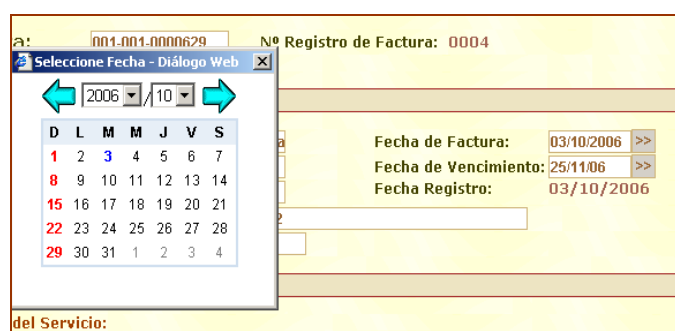 a: 001-001-0000629 Nº Registro de Factura: 0004
Seleccione Fecha - Diálogo Web X
2006 / 10
D L M M J V S
1 2 3 4 5 6 7
8 9 10 11 12 13 14
15 16 17 18 19 20 21
22 23 24 25 26 27 28
29 30 31 1 2 3 4
a Fecha de Factura: 03/10/2006 >>
Fecha de Vencimiento: 25/11/06 >>
Fecha Registro: 03/10/2006
2
del Servicio: